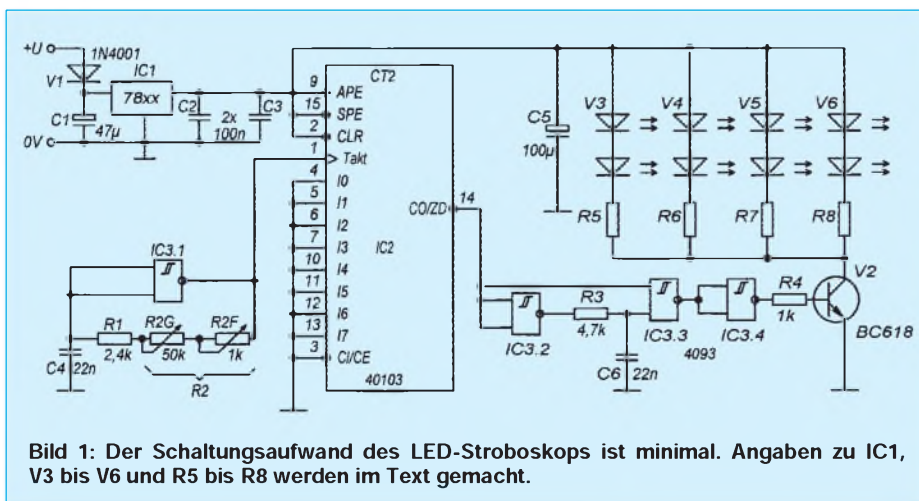 +U
1N4001
V1
IC1
78xx
C1
47µ
0V
C2
2x
100n
C3
CT2
9
APE
15
SPE
2
CLR
1
Takt
4
I0
5
I1
6
I2
7
I3
10
I4
11
I5
12
I6
13
I7
3
CI/CE
IC2
40103
CO/ZD
14
IC3.1
R1
2,4k
R2G
50k
R2F
1k
R2
C4
22n
C5
100µ
V3
V4
V5
V6
R5
R6
R7
R8
IC3.2
R3
4,7k
C6
22n
IC3.3
IC3.4
4093
R4
1k
V2
BC618
Bild 1: Der Schaltungsaufwand des LED-Stroboskops ist minimal. Angaben zu IC1,
V3 bis V6 und R5 bis R8 werden im Text gemacht.